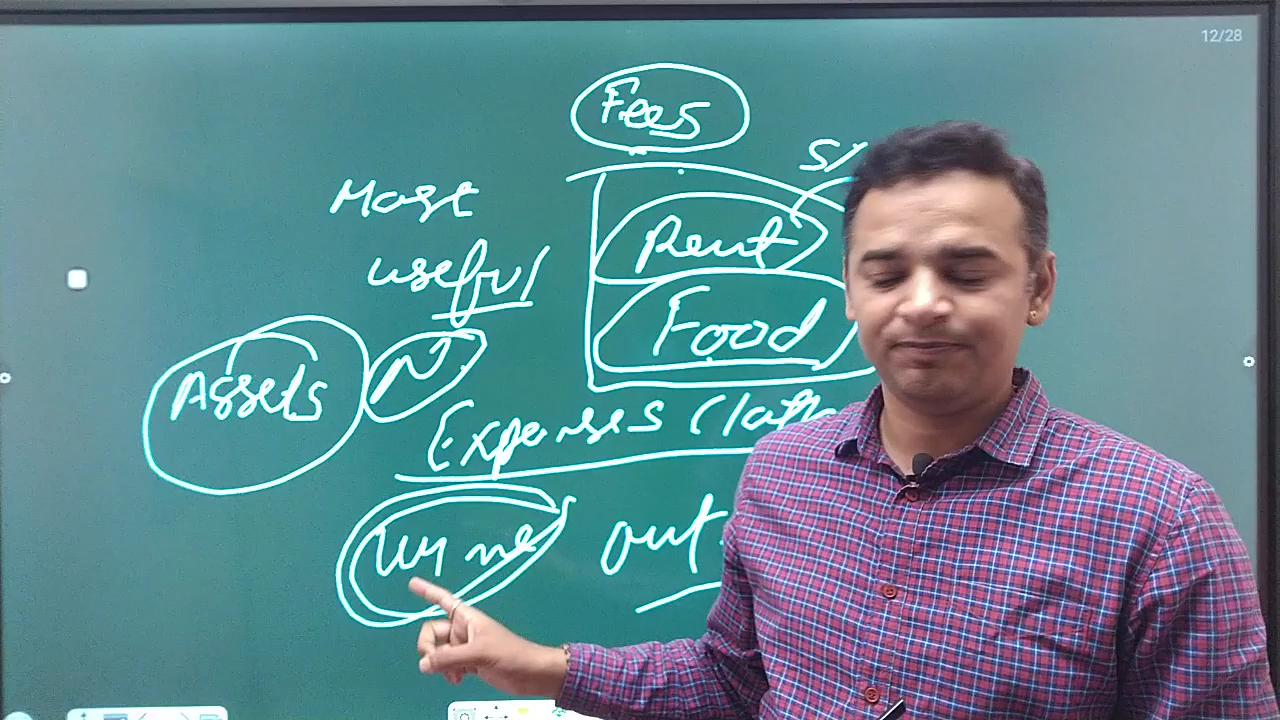 12/28
Fees
S/
Most
Rent
useful
Food
Assets
N
Expenses
out